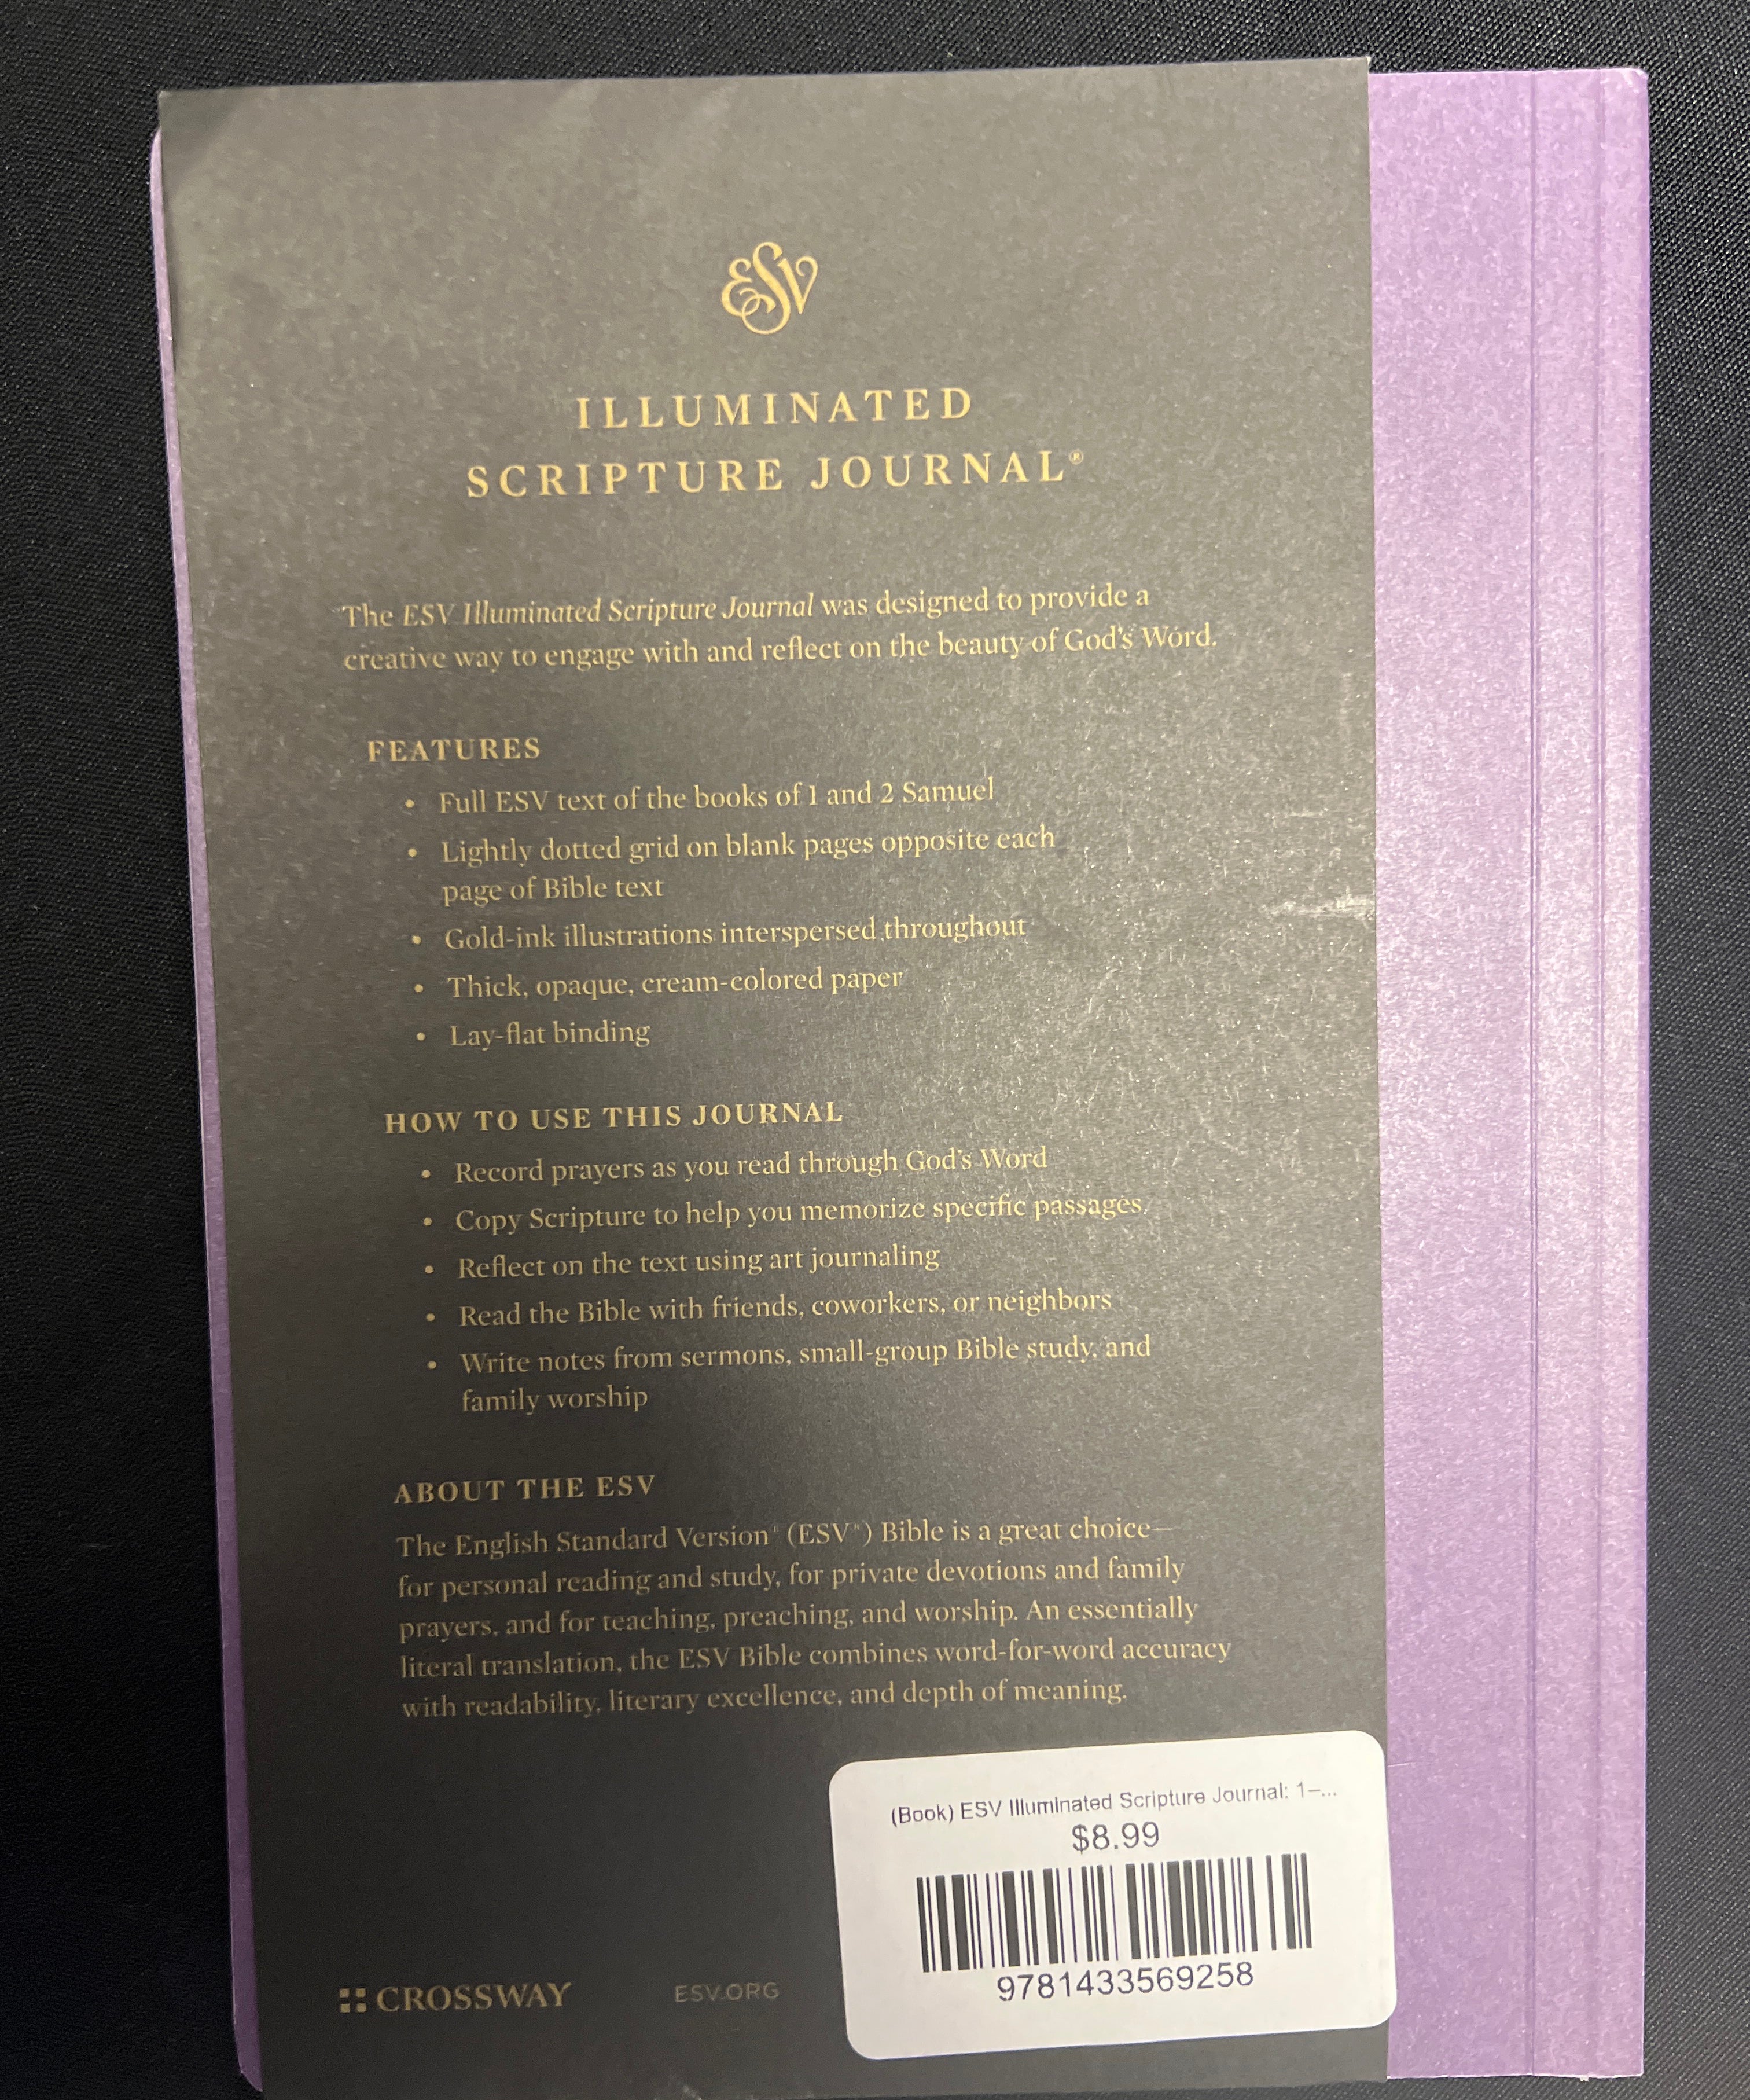 ESV
ILLUMINATED
SCRIPTURE JOURNAL®
The ESV Illuminated Scripture Journal was designed to provide a
creative way to engage with and reflect on the beauty of God's Word.
FEATURES
• Full ESV text of the books of 1 and 2 Samuel
• Lightly dotted grid on blank pages opposite each
page of Bible text
• Gold-ink illustrations interspersed throughout
• Thick, opaque, cream-colored paper
• Lay-flat binding
HOW TO USE THIS JOURNAL
• Record prayers as you read through God's Word
• Copy Scripture to help you memorize specific passages
• Reflect on the text using art journaling
• Read the Bible with friends, coworkers, or neighbors
• Write notes from sermons, small-group Bible study, and
family worship
ABOUT THE ESV
The English Standard Version® (ESV®) Bible is a great choice—
for personal reading and study, for private devotions and family
prayers, and for teaching, preaching, and worship. An essentially
literal translation, the ESV Bible combines word-for-word accuracy
with readability, literary excellence, and depth of meaning.
(Book) ESV Illuminated Scripture Journal: 1–...
$8.99
9781433569258
CROSSWAY
ESV.ORG